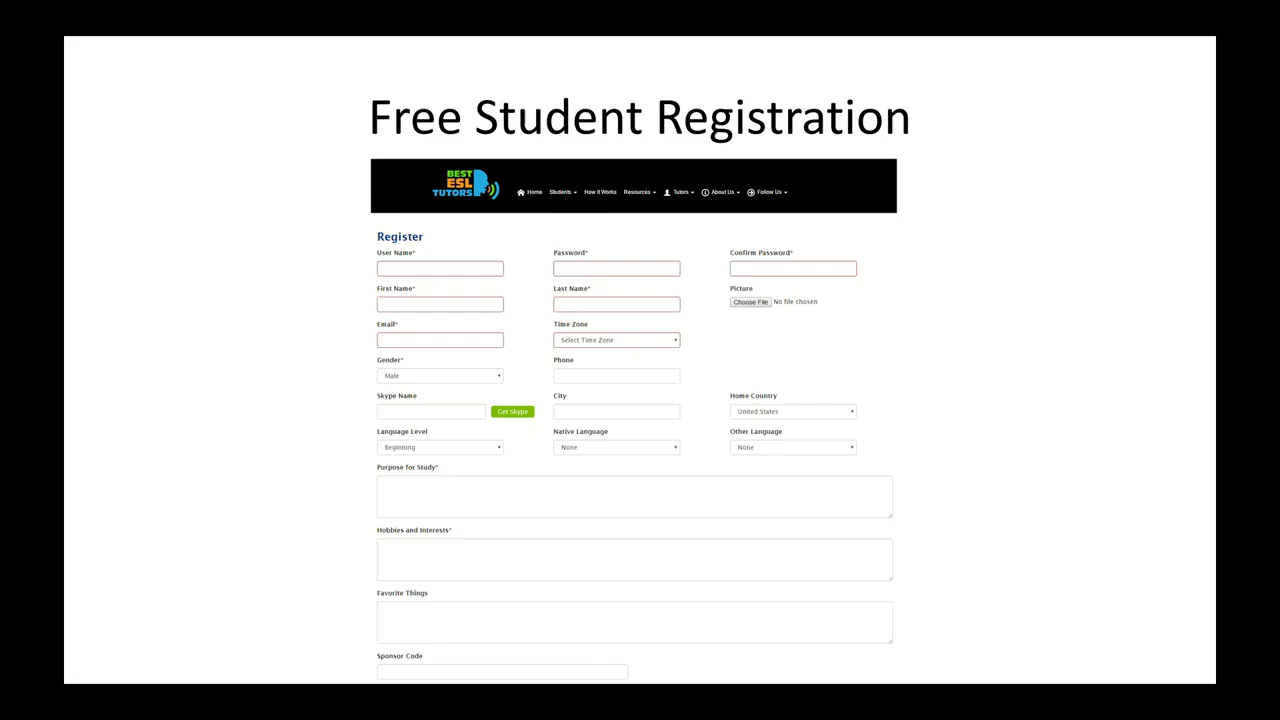 Free Student Registration
BEST
ESL
TUTORS
Home Students How It Works Resources Tutors About Us Follow Us
Register
User Name* Password* Confirm Password*
First Name* Last Name* Picture
Choose File No file chosen
Email* Time Zone
Select Time Zone
Gender* Phone
Male
Skype Name City Home Country
Get Skype United States
Language Level Native Language Other Language
Beginning None None
Purpose for Study*
Hobbies and Interests*
Favorite Things
Sponsor Code